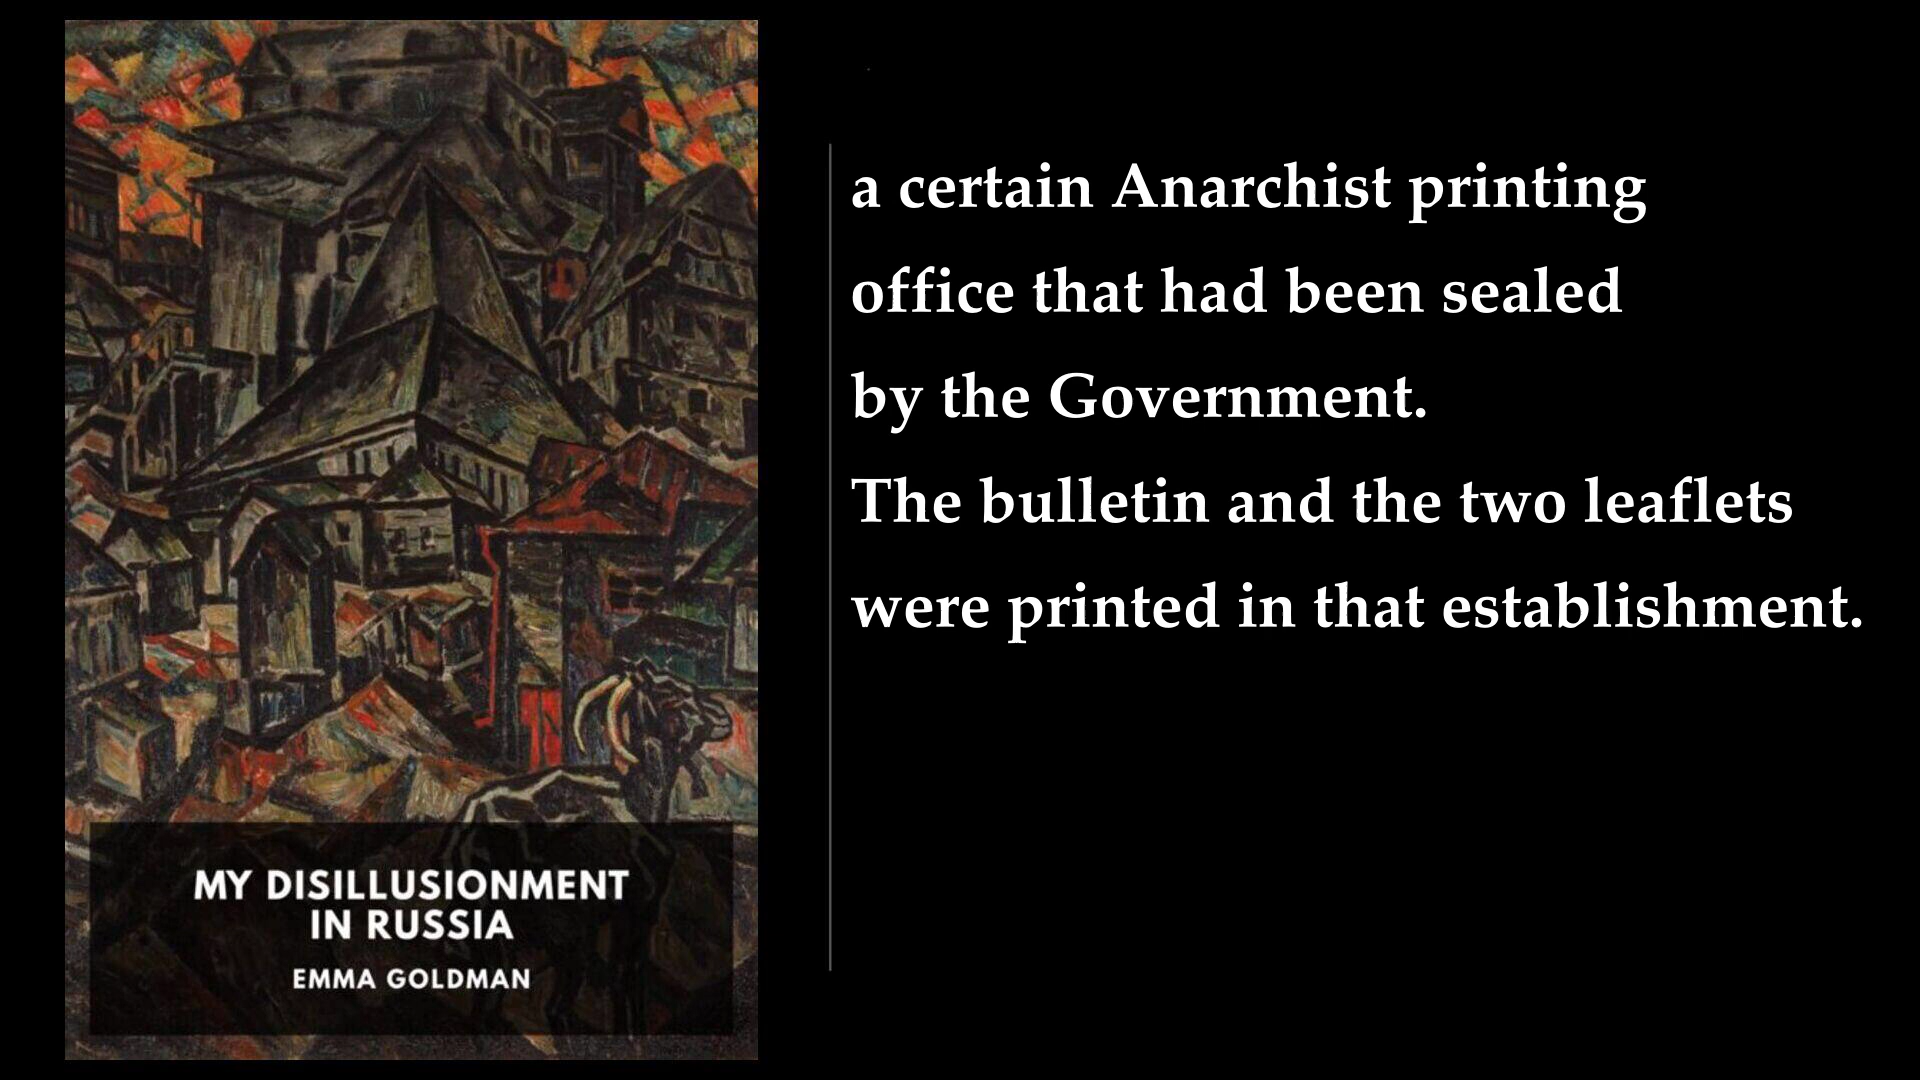 MY DISILLUSIONMENT
IN RUSSIA
EMMA GOLDMAN
a certain Anarchist printing
office that had been sealed
by the Government.
The bulletin and the two leaflets
were printed in that establishment.